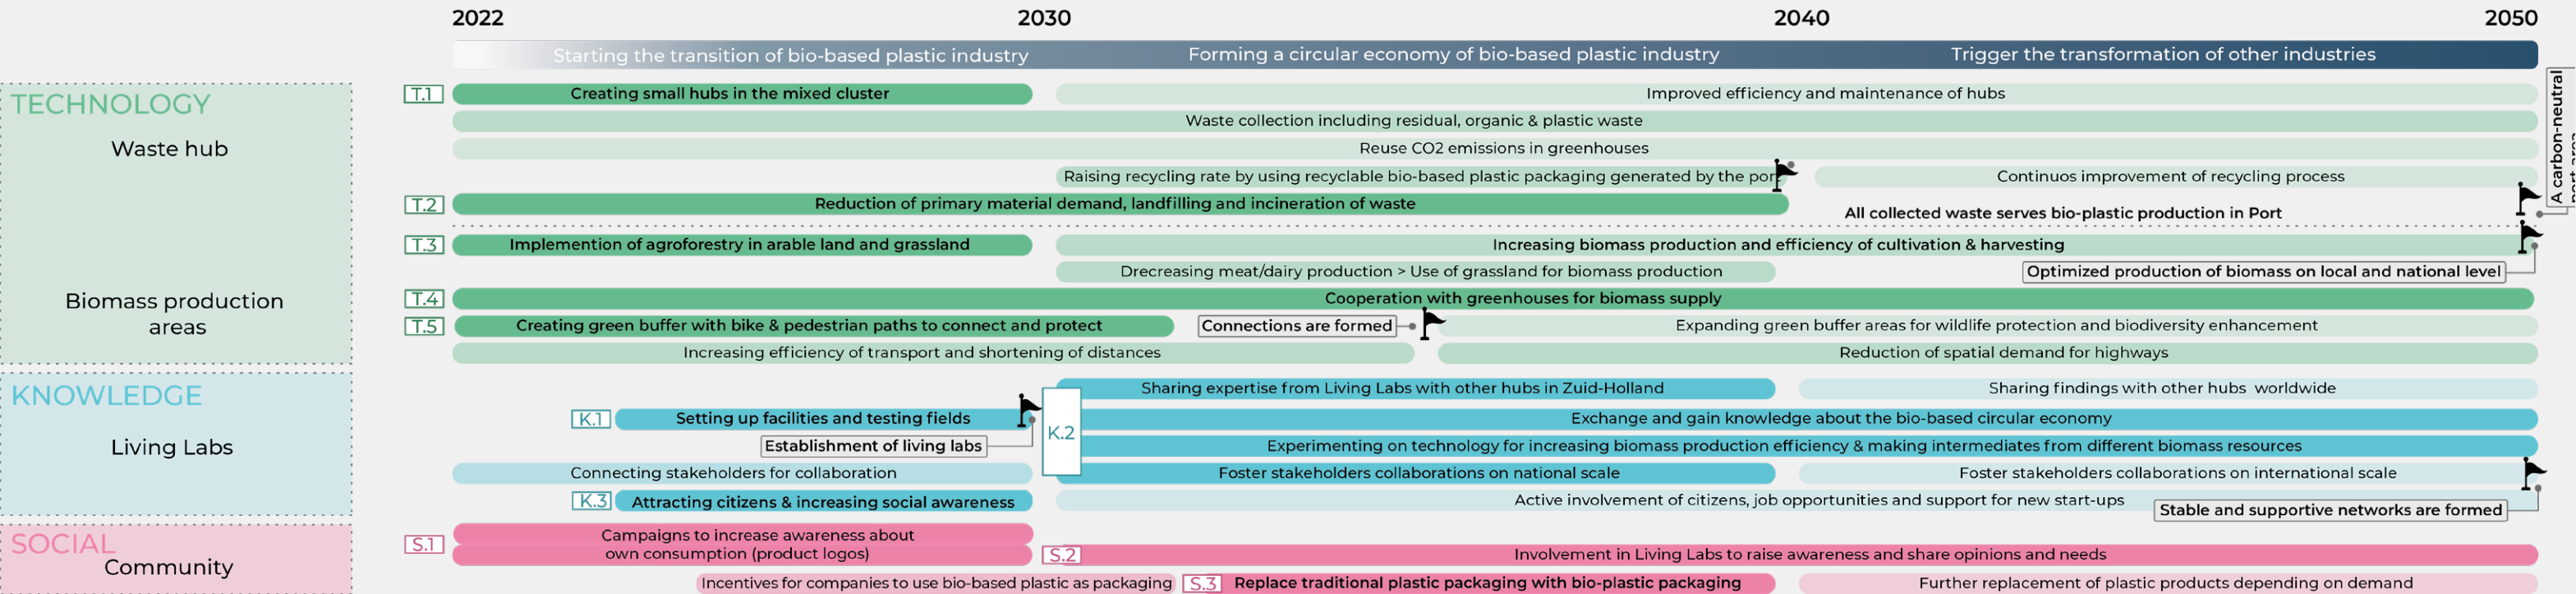 2022 2030 2040 2050
Starting the transition of bio-based plastic industry Forming a circular economy of bio-based plastic industry Trigger the transformation of other industries
TECHNOLOGY
Waste hub
T.1 Creating small hubs in the mixed cluster Improved efficiency and maintenance of hubs
Waste collection including residual, organic & plastic waste
Reuse CO2 emissions in greenhouses
Raising recycling rate by using recyclable bio-based plastic packaging generated by the port Continuos improvement of recycling process
T.2 Reduction of primary material demand, landfilling and incineration of waste
All collected waste serves bio-plastic production in Port
A carbon-neutral
port area
Biomass production
areas
T.3 Implemention of agroforestry in arable land and grassland Increasing biomass production and efficiency of cultivation & harvesting
Drecreasing meat/dairy production > Use of grassland for biomass production Optimized production of biomass on local and national level
T.4 Cooperation with greenhouses for biomass supply
T.5 Creating green buffer with bike & pedestrian paths to connect and protect Connections are formed Expanding green buffer areas for wildlife protection and biodiversity enhancement
Increasing efficiency of transport and shortening of distances Reduction of spatial demand for highways
KNOWLEDGE
Living Labs
Sharing expertise from Living Labs with other hubs in Zuid-Holland Sharing findings with other hubs worldwide
K.1 Setting up facilities and testing fields K.2 Exchange and gain knowledge about the bio-based circular economy
Establishment of living labs Experimenting on technology for increasing biomass production efficiency & making intermediates from different biomass resources
Connecting stakeholders for collaboration Foster stakeholders collaborations on national scale Foster stakeholders collaborations on international scale
K.3 Attracting citizens & increasing social awareness Active involvement of citizens, job opportunities and support for new start-ups
Stable and supportive networks are formed
SOCIAL
Community
S.1 Campaigns to increase awareness about
own consumption (product logos) S.2 Involvement in Living Labs to raise awareness and share opinions and needs
Incentives for companies to use bio-based plastic as packaging S.3 Replace traditional plastic packaging with bio-plastic packaging Further replacement of plastic products depending on demand